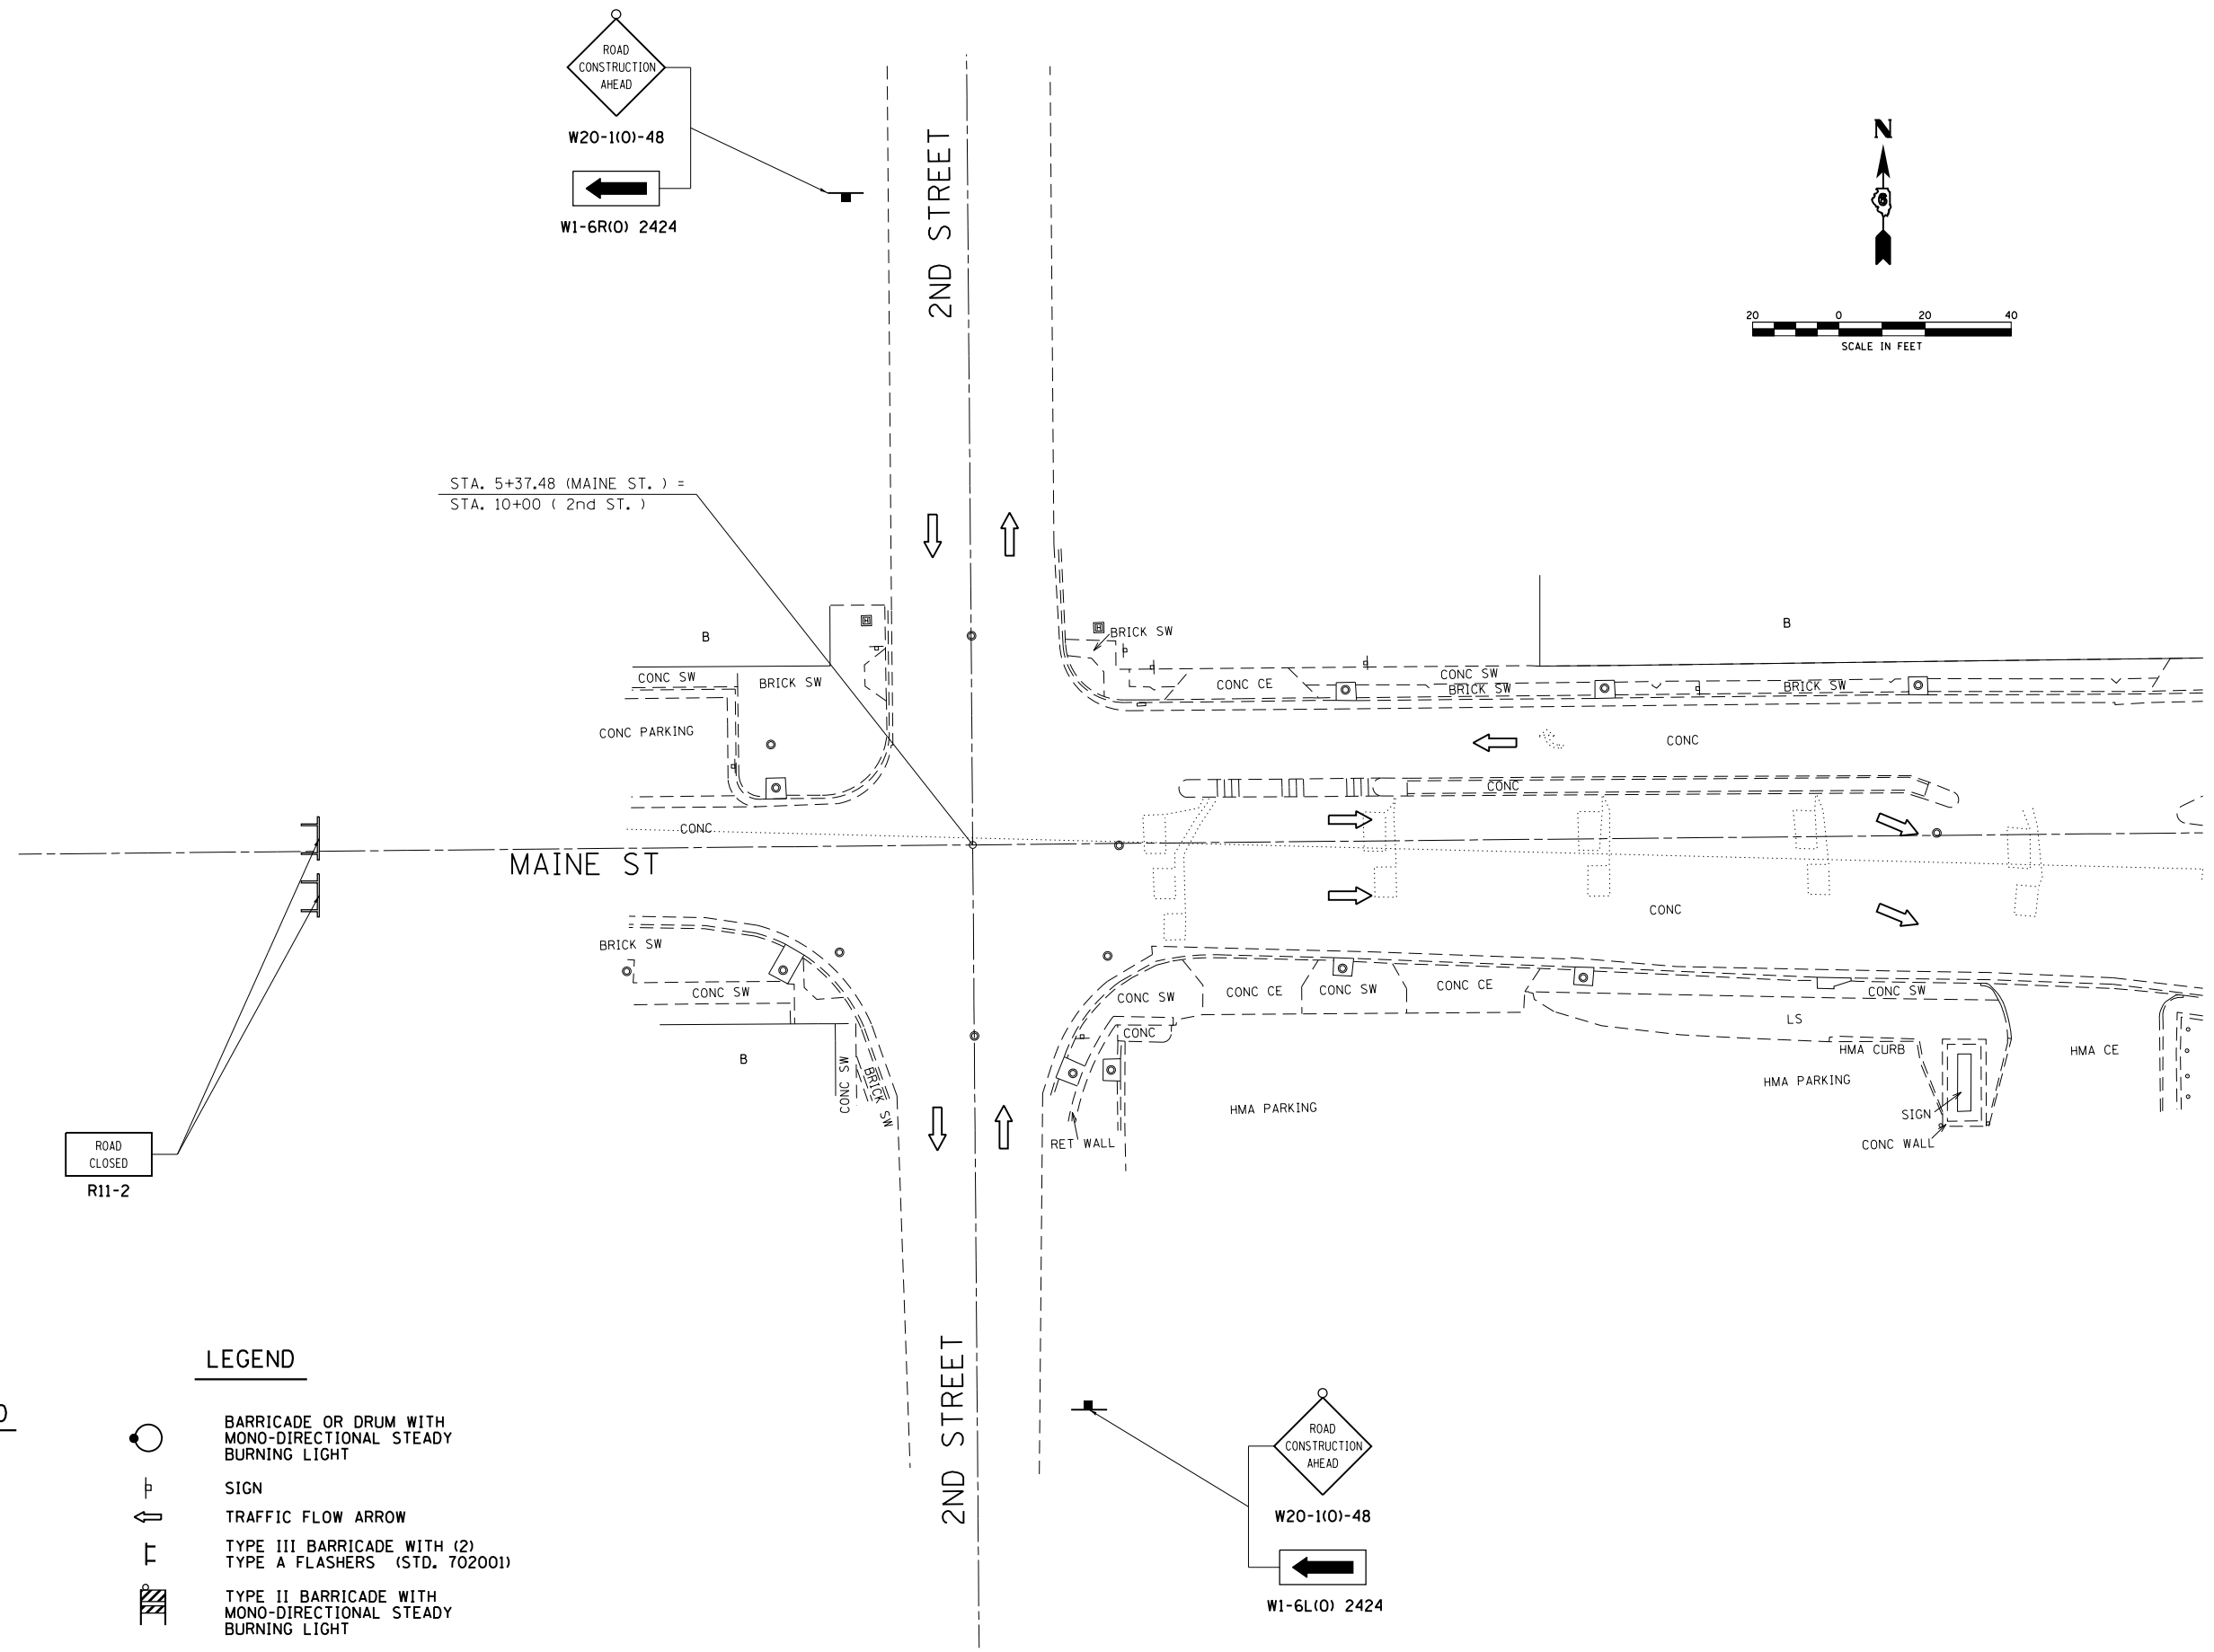 ROAD
CONSTRUCTION
AHEAD
W20-1(O)-48
W1-6R(O) 2424
2ND STREET
N
6
20 0 20 40
SCALE IN FEET
STA. 5+37.48 (MAINE ST. ) =
STA. 10+00 ( 2nd ST. )
B
CONC SW
BRICK SW
CONC PARKING
CONC
MAINE ST
BRICK SW
CONC CE
CONC SW
BRICK SW
B
BRICK SW
CONC
CONC
CONC
BRICK SW
CONC SW
B
CONC SW
BRICK SW
CONC SW
CONC CE
CONC SW
CONC CE
CONC
CONC SW
LS
HMA CURB
HMA PARKING
HMA CE
HMA PARKING
RET WALL
SIGN
CONC WALL
ROAD
CLOSED
R11-2
2ND STREET
ROAD
CONSTRUCTION
AHEAD
W20-1(O)-48
W1-6L(O) 2424
LEGEND
BARRICADE OR DRUM WITH
MONO-DIRECTIONAL STEADY
BURNING LIGHT
SIGN
TRAFFIC FLOW ARROW
TYPE III BARRICADE WITH (2)
TYPE A FLASHERS (STD. 702001)
TYPE II BARRICADE WITH
MONO-DIRECTIONAL STEADY
BURNING LIGHT